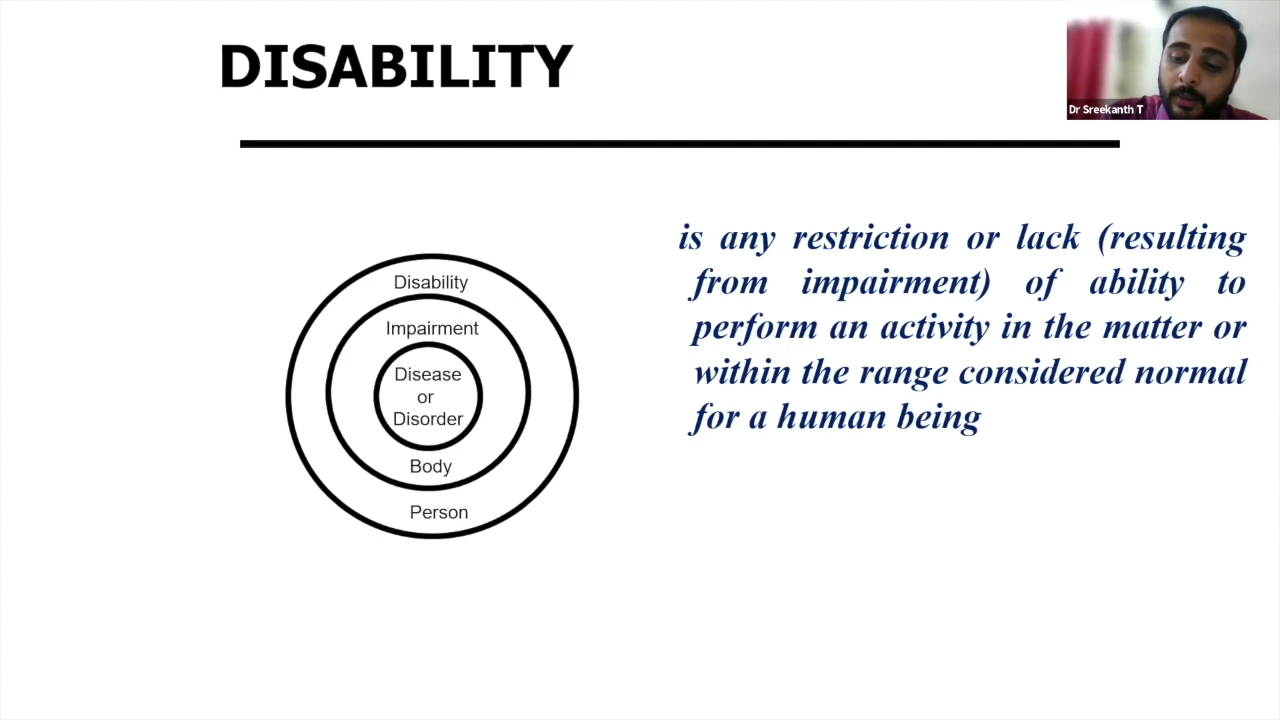 DISABILITY
Dr Sreekanth T
Disability
Impairment
Disease
or
Disorder
Body
Person
is any restriction or lack (resulting
from impairment) of ability to
perform an activity in the matter or
within the range considered normal
for a human being